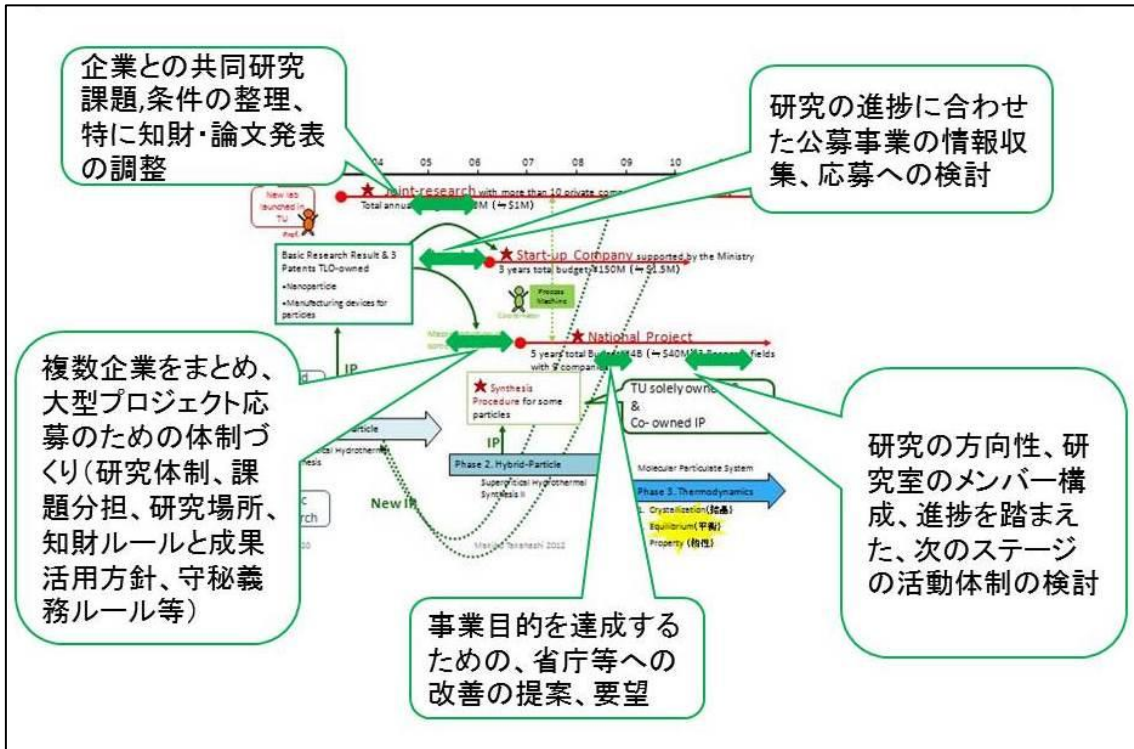 企業との共同研究
課題,条件の整理、
特に知財・論文発表
の調整
研究の進捗に合わせ
た公募事業の情報収
集、応募への検討
04 05 06 07 08 09 10
New lab
launched in
TU
Prof.
Joint-research with more than 10 private
Total annual (≒$1M)
Basic Research Result & 3
Patents TLO-owned
•Nanoparticle
•Manufacturing devices for
particles
Start-up Company supported by the Ministry
3 years total budget ¥150M (≒$1.5M)
Process
Machine
National Project
5 years total Budget (≒$40M)
with 9
IP
Synthesis
Procedure for some
particles
TU solely owned
&
Co- owned IP
複数企業をまとめ、
大型プロジェクト応
募のための体制づ
くり(研究体制、課
題分担、研究場所、
知財ルールと成果
活用方針、守秘義
務ルール等)
IP
Phase 2. Hybrid-Particle
Supercritical Hydrothermal
Synthesis II
New IP
Molecular Particulate System
Phase 3. Thermodynamics
1. Crystallization(結晶)
Equilibrium(平衡)
Property (物性)
2012
研究の方向性、研
究室のメンバー構
成、進捗を踏まえ
た、次のステージ
の活動体制の検討
事業目的を達成する
ための、省庁等への
改善の提案、要望